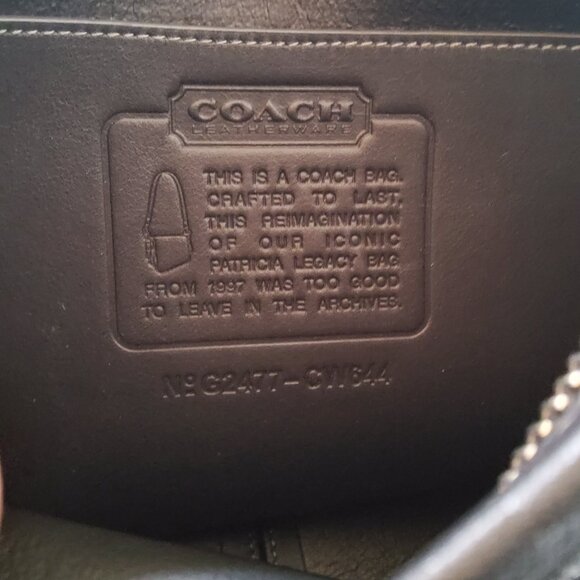 COACH
LEATHERWARE
THIS IS A COACH BAG.
CRAFTED TO LAST,
THIS REIMAGINATION
OF OUR ICONIC
PATRICIA LEGACY BAG
FROM 1997 WAS TOO GOOD
TO LEAVE IN THE ARCHIVES.
Nº G2477-CW644